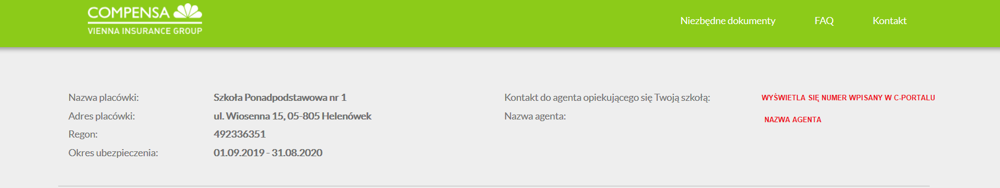 COMPENSA
VIENNA INSURANCE GROUP
Niezbędne dokumenty FAQ Kontakt
Nazwa placówki: Szkoła Ponadpodstawowa nr 1 Kontakt do agenta opiekującego się Twoją szkołą: WYŚWIETLA SIĘ NUMER WPISANY W C-PORTALU
Adres placówki: ul. Wiosenna 15, 05-805 Helenówek Nazwa agenta: NAZWA AGENTA
Regon: 492336351
Okres ubezpieczenia: 01.09.2019 - 31.08.2020